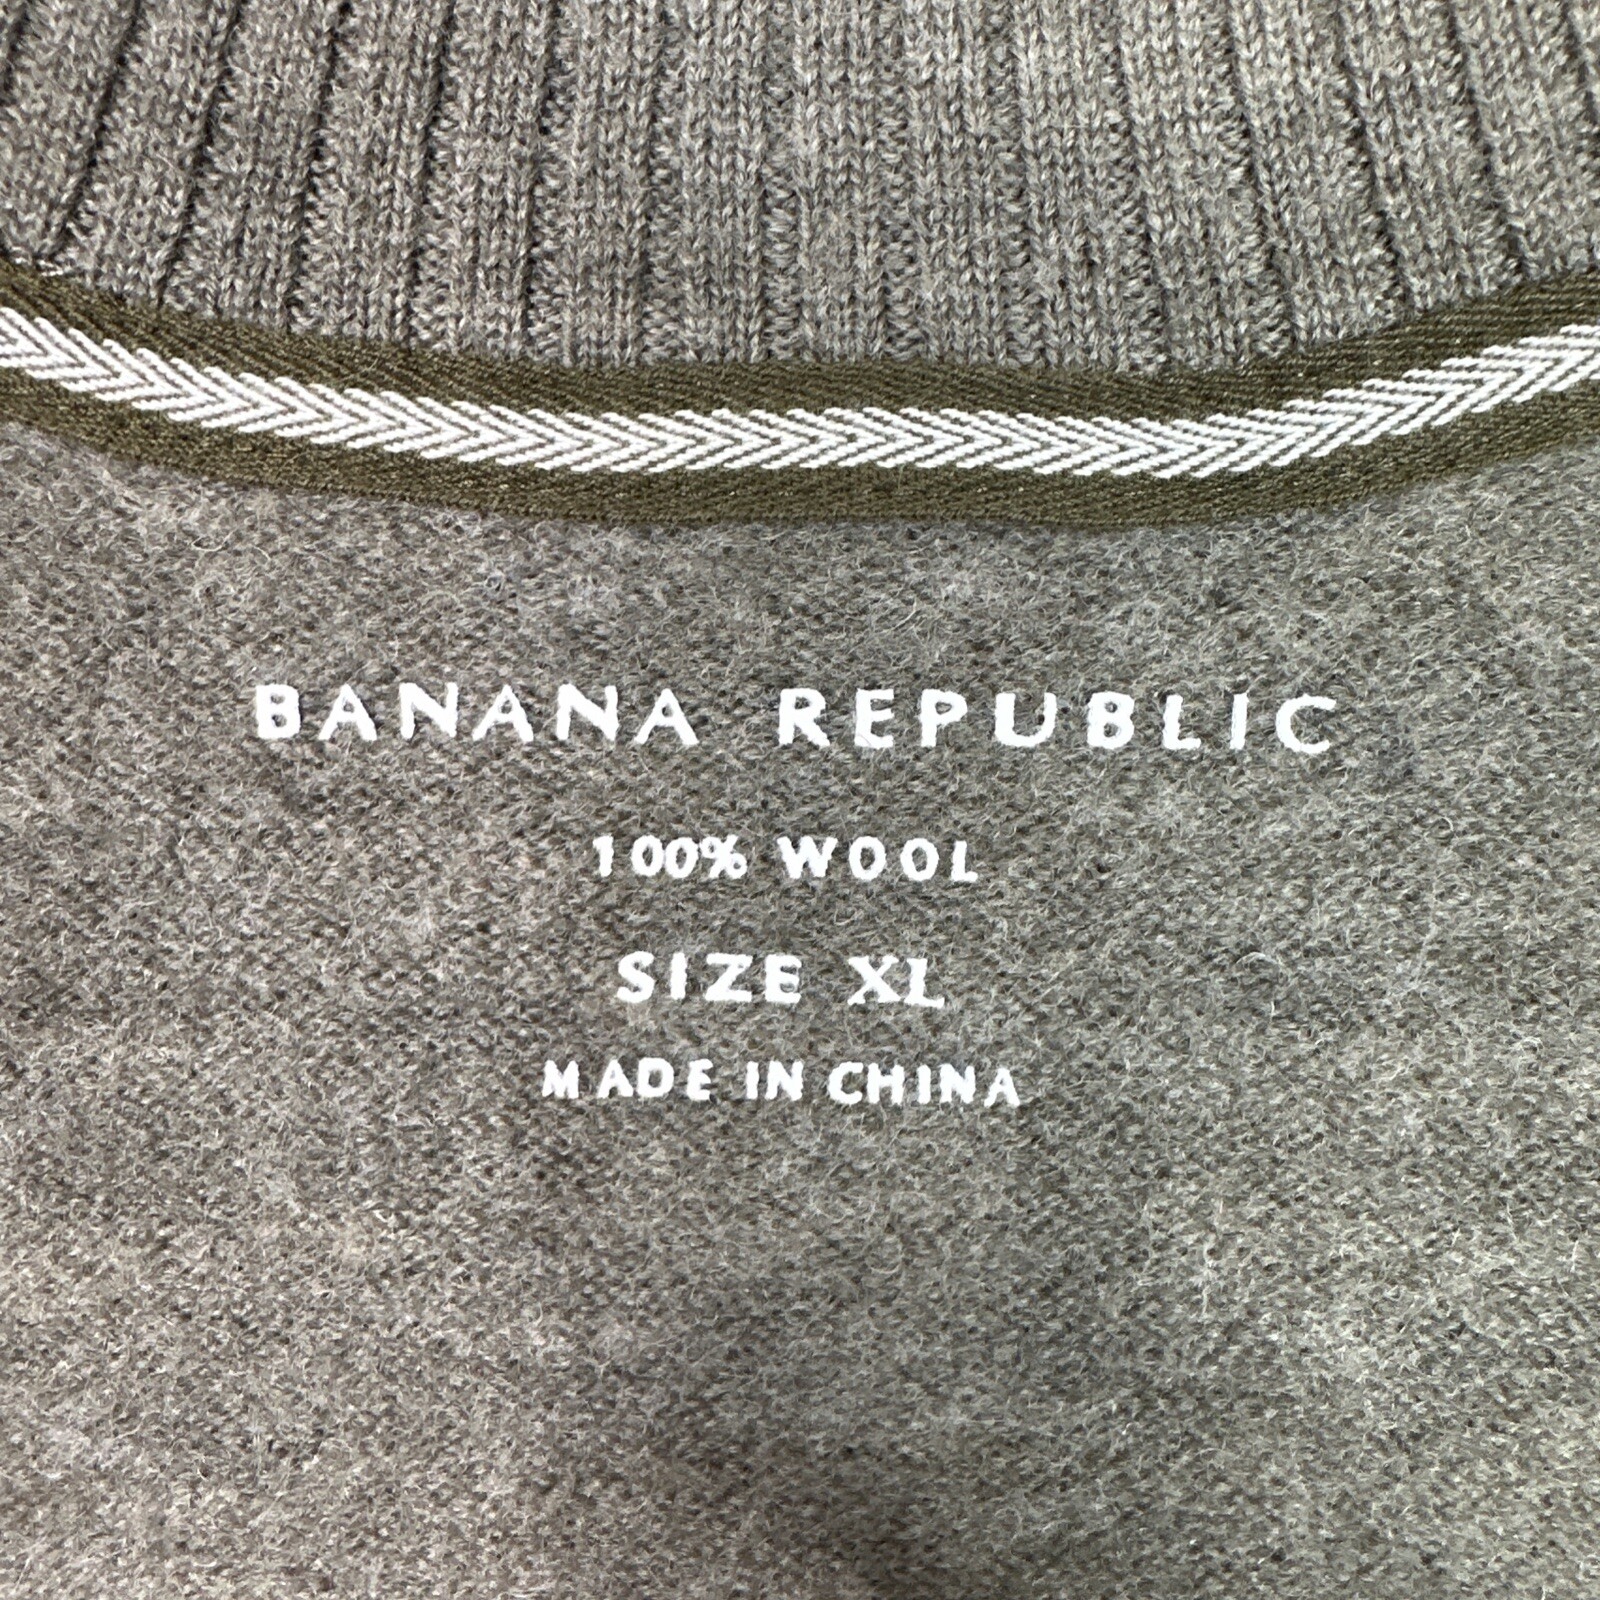 BANANA REPUBLIC
100% WOOL
SIZE XL
MADE IN CHINA